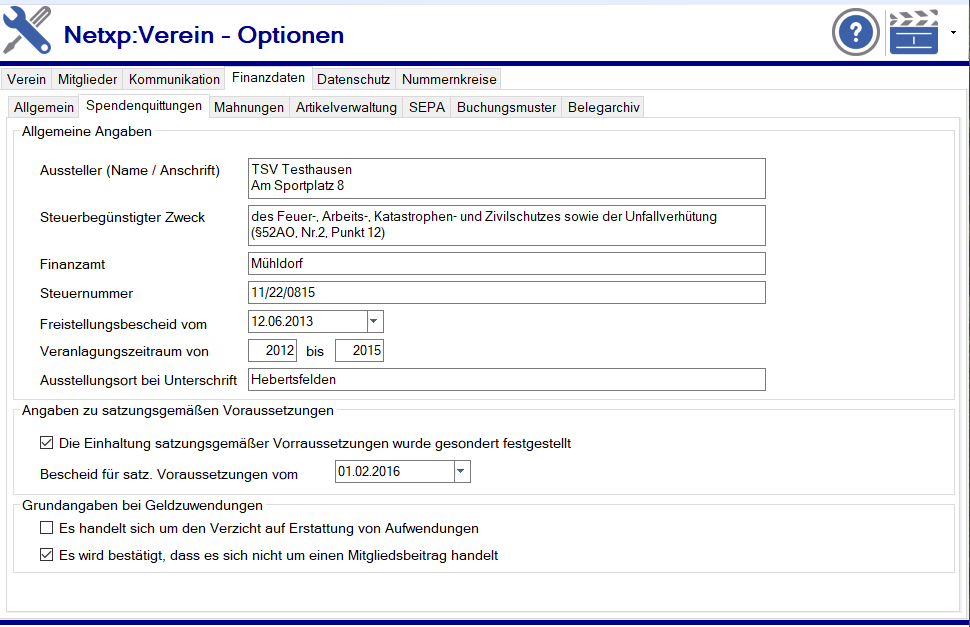 Netxp:Verein - Optionen
?
Verein Mitglieder Kommunikation Finanzdaten Datenschutz Nummernkreise
Allgemein Spendenquittungen Mahnungen Artikelverwaltung SEPA Buchungsmuster Belegarchiv
Allgemeine Angaben
Aussteller (Name / Anschrift) TSV Testhausen
Am Sportplatz 8
Steuerbegünstigter Zweck des Feuer-, Arbeits-, Katastrophen- und Zivilschutzes sowie der Unfallverhütung
(§52AO, Nr.2, Punkt 12)
Finanzamt Mühldorf
Steuernummer 11/22/0815
Freistellungsbescheid vom 12.06.2013
Veranlagungszeitraum von 2012 bis 2015
Ausstellungsort bei Unterschrift Hebertsfelden
Angaben zu satzungsgemäßen Voraussetzungen
Die Einhaltung satzungsgemäßer Vorraussetzungen wurde gesondert festgestellt
Bescheid für satz. Voraussetzungen vom 01.02.2016
Grundangaben bei Geldzuwendungen
Es handelt sich um den Verzicht auf Erstattung von Aufwendungen
Es wird bestätigt, dass es sich nicht um einen Mitgliedsbeitrag handelt